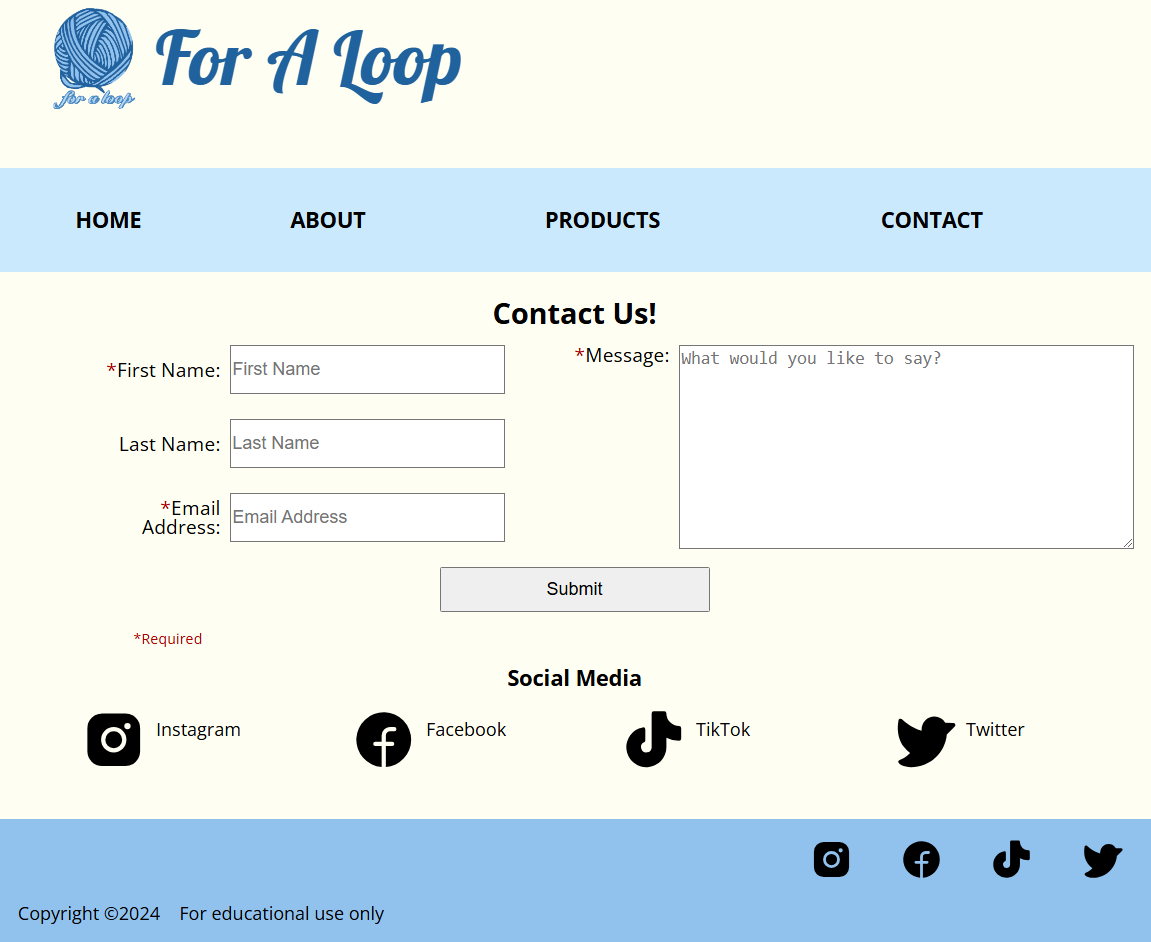 for a loop
For A Loop
HOME ABOUT PRODUCTS CONTACT
Contact Us!
*First Name:
First Name
Last Name:
Last Name
*Email
Address:
Email Address
*Message:
What would you like to say?
Submit
*Required
Social Media
Instagram Facebook TikTok Twitter
Copyright ©2024 For educational use only